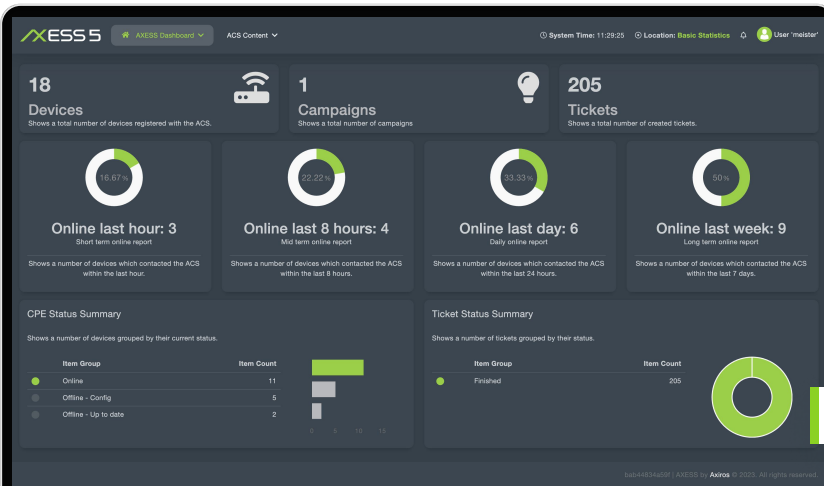 AXESS 5
AXESS Dashboard
ACS Content
System Time: 11:29:25
Location: Basic Statistics
User 'meister'
18
Devices
Shows a total number of devices registered with the ACS.
1
Campaigns
Shows a total number of campaigns
205
Tickets
Shows a total number of created tickets.
16.67%
Online last hour: 3
Short term online report
Shows a number of devices which contacted the ACS
within the last hour.
22.22%
Online last 8 hours: 4
Mid term online report
Shows a number of devices which contacted the ACS
within the last 8 hours.
33.33%
Online last day: 6
Daily online report
Shows a number of devices which contacted the ACS
within the last 24 hours.
50%
Online last week: 9
Long term online report
Shows a number of devices which contacted the ACS
within the last 7 days.
CPE Status Summary
Shows a number of devices grouped by their current status.
Item Group Item Count
Online 11
Offline - Config 5
Offline - Up to date 2
0 5 10 15
Ticket Status Summary
Shows a number of tickets grouped by their status.
Item Group Item Count
Finished 205
| AXESS by Axiros © 2023. All rights reserved.